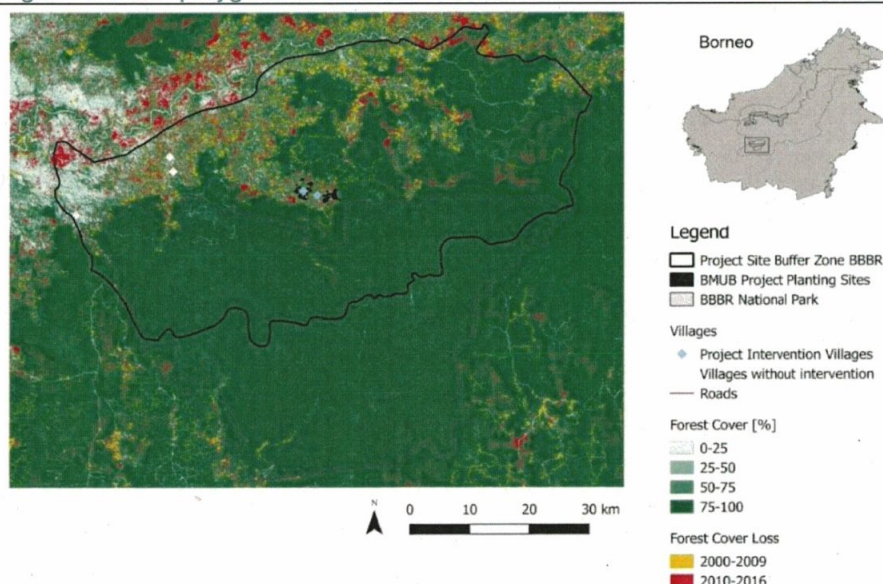 Borneo
Legend
Project Site Buffer Zone BBBR
BMUB Project Planting Sites
BBBR National Park
Villages
Project Intervention Villages
Villages without intervention
Roads
Forest Cover [%]
0-25
25-50
50-75
75-100
Forest Cover Loss
2000-2009
2010-2016
N
0 10 20 30 km